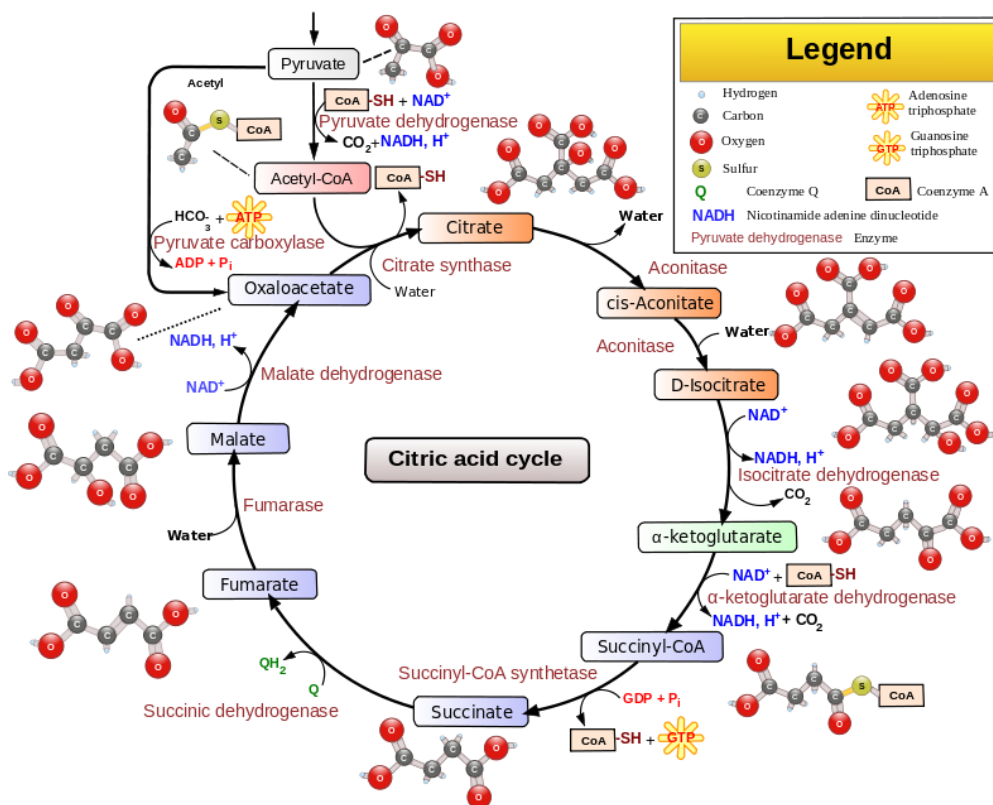 Legend
Hydrogen
Carbon
Oxygen
Sulfur
Q Coenzyme Q
NADH Nicotinamide adenine dinucleotide
Pyruvate dehydrogenase Enzyme
ATP Adenosine triphosphate
GTP Guanosine triphosphate
CoA Coenzyme A
Pyruvate
Acetyl
CoA-SH + NAD⁺
Pyruvate dehydrogenase
CO₂+NADH, H⁺
S CoA
Acetyl-CoA
CoA-SH
HCO₃⁻ + ATP
Pyruvate carboxylase
ADP + Pᵢ
Citrate
Water
Citrate synthase
Water
Oxaloacetate
Aconitase
cis-Aconitate
Aconitase
Water
D-Isocitrate
NAD⁺
NADH, H⁺
Isocitrate dehydrogenase
CO₂
α-ketoglutarate
NAD⁺ + CoA-SH
α-ketoglutarate dehydrogenase
NADH, H⁺ + CO₂
Succinyl-CoA
S CoA
Succinyl-CoA synthetase
GDP + Pᵢ
CoA-SH + GTP
Succinate
QH₂
Q
Succinic dehydrogenase
Fumarate
Water
Fumarase
Malate
NADH, H⁺
NAD⁺
Malate dehydrogenase
Citric acid cycle